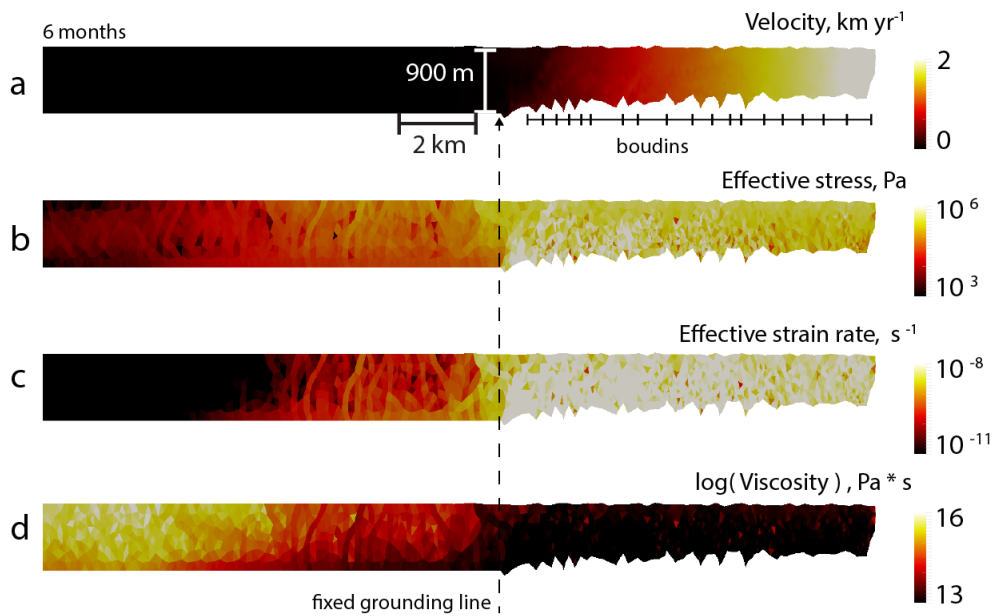 6 months
Velocity, km yr-1
a
900 m
2 km
boudins
2
0
Effective stress, Pa
b
10 6
10 3
Effective strain rate, s -1
c
10 -8
10 -11
log( Viscosity ) , Pa * s
d
16
13
fixed grounding line